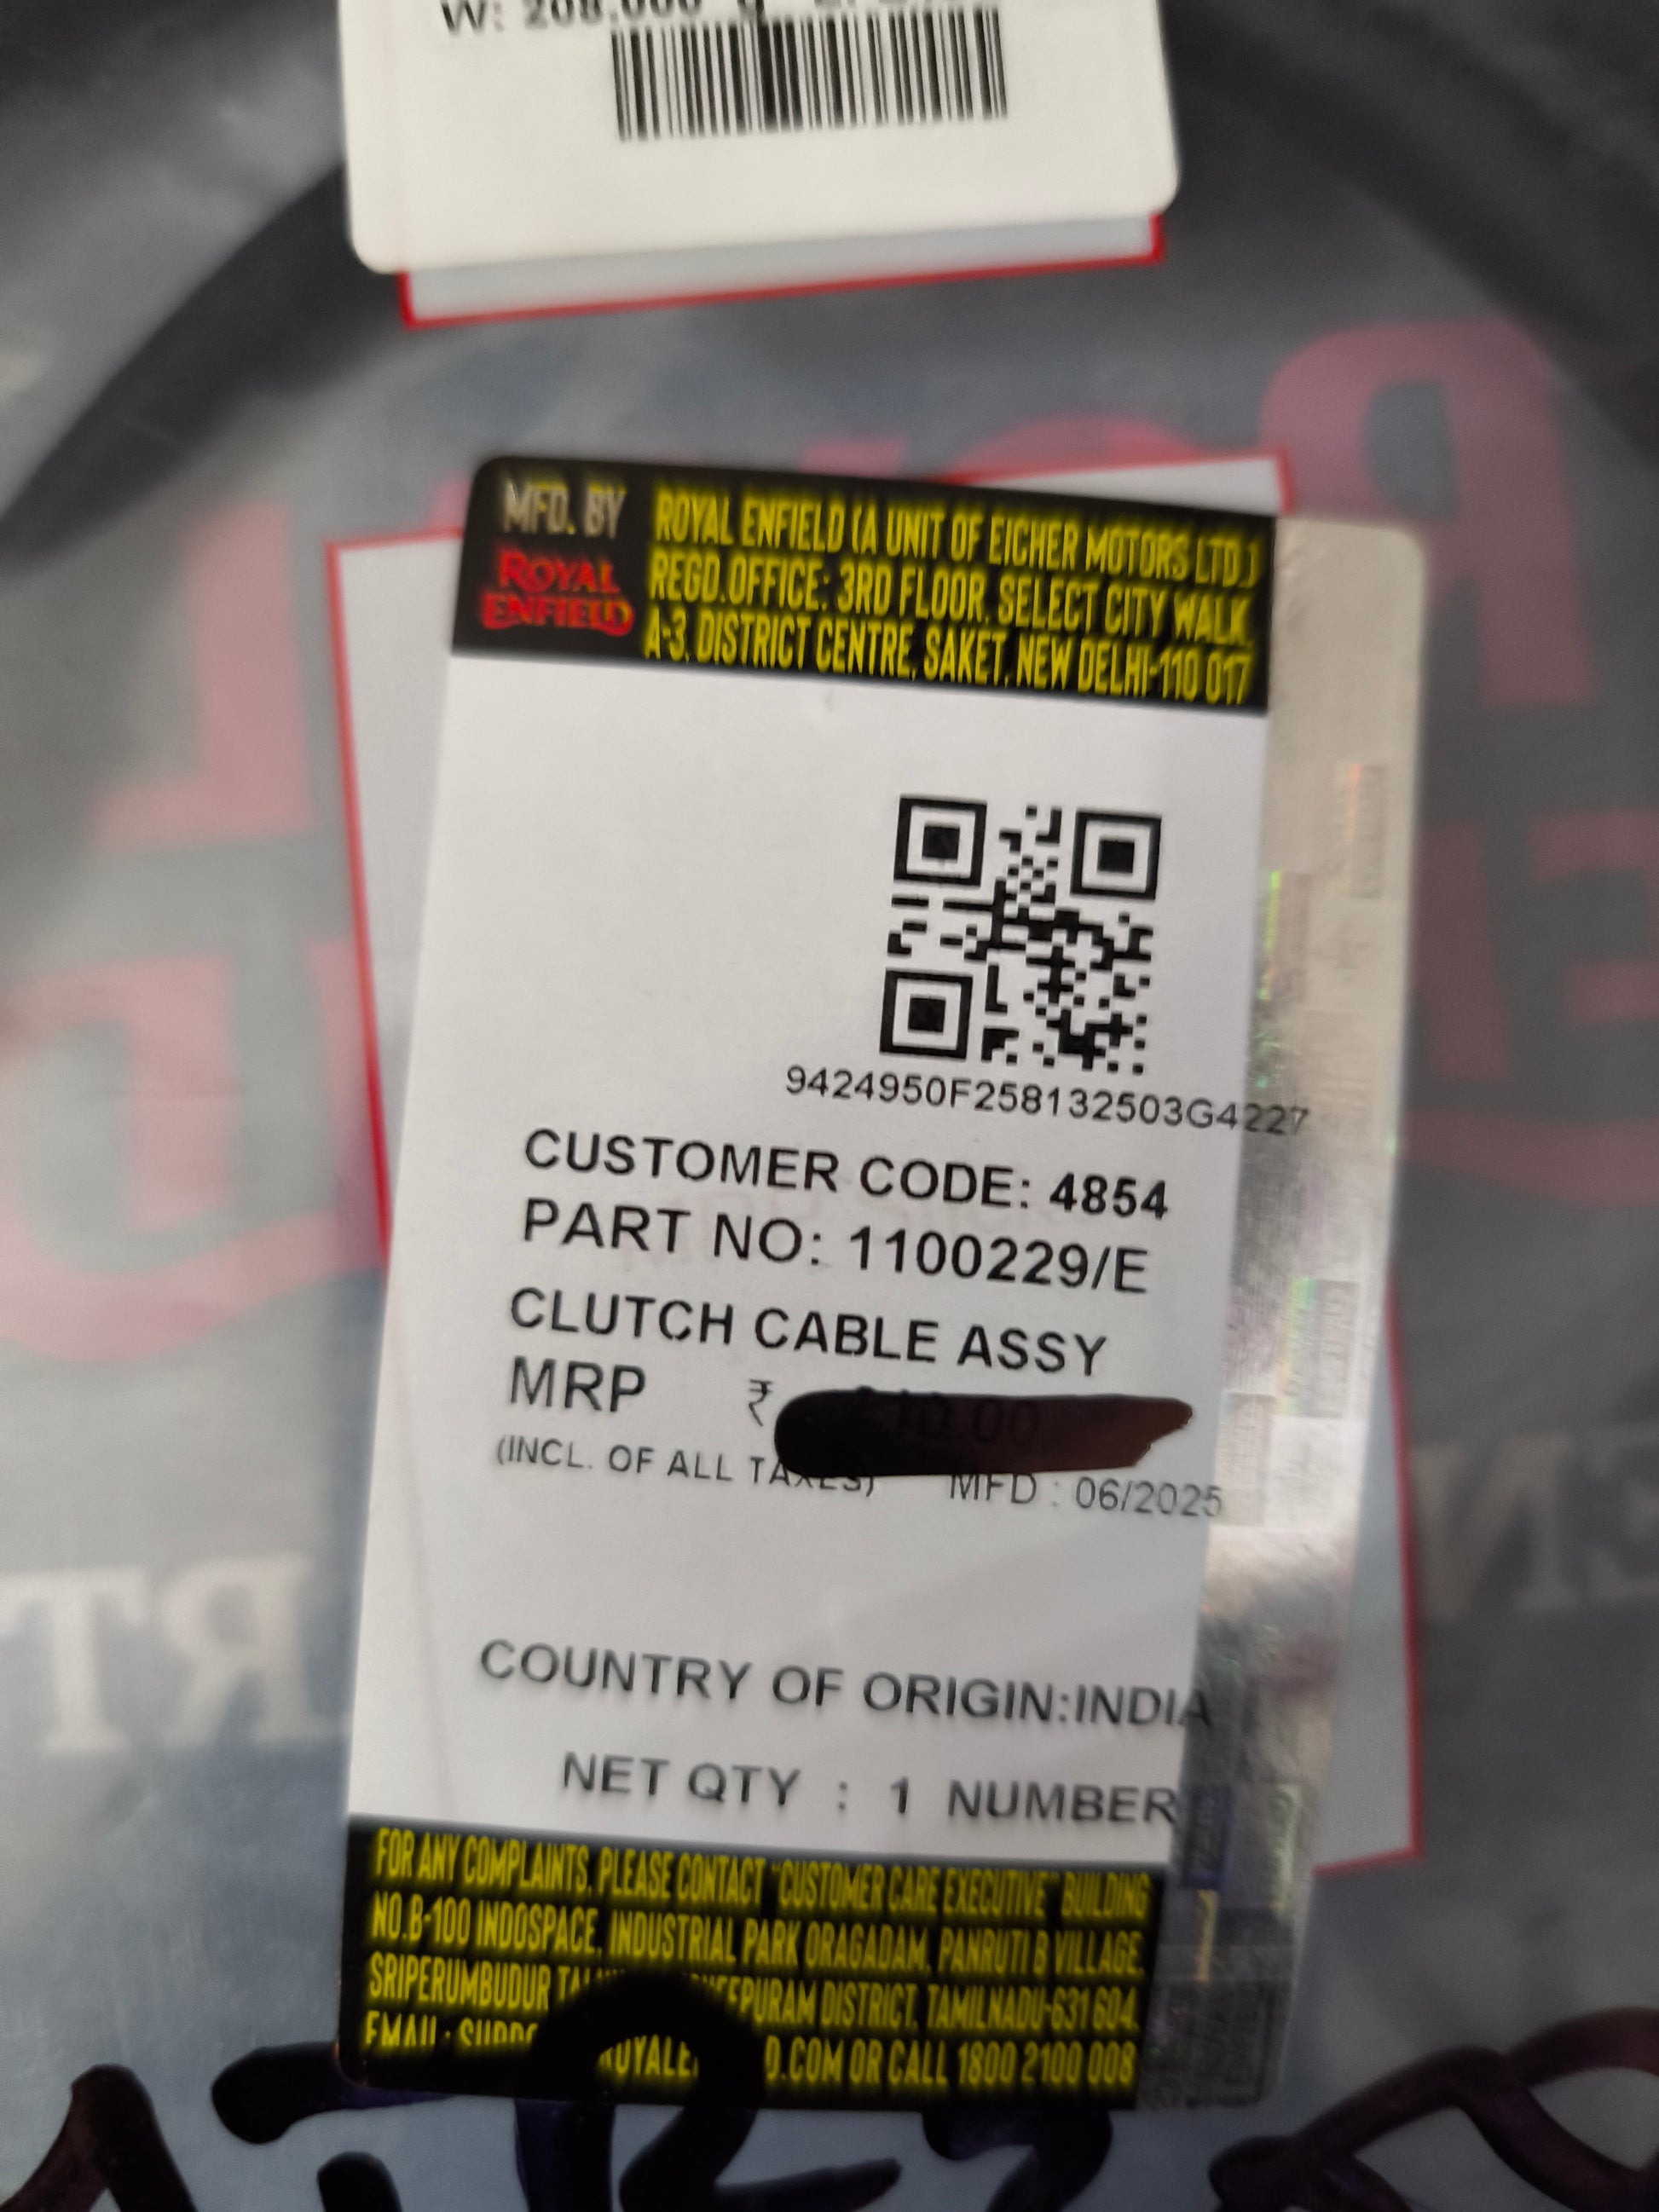 W: 208.000 g
MFD. BY
ROYAL
ENFIELD
ROYAL ENFIELD (A UNIT OF EICHER MOTORS LTD.)
REGD.OFFICE: 3RD FLOOR, SELECT CITY WALK
A-3, DISTRICT CENTRE, SAKET, NEW DELHI-110 017
9424950F258132503G4227
CUSTOMER CODE: 4854
PART NO: 1100229/E
CLUTCH CABLE ASSY
MRP ₹
(INCL. OF ALL TAXES) MFD : 06/2025
COUNTRY OF ORIGIN:INDIA
NET QTY : 1 NUMBER
FOR ANY COMPLAINTS, PLEASE CONTACT "CUSTOMER CARE EXECUTIVE" BUILDING
NO.B-100 INDOSPACE, INDUSTRIAL PARK ORAGADAM, PANRUTI B VILLAGE,
SRIPERUMBUDUR DISTRICT, TAMILNADU-631 604.
EMAIL: OR CALL 1800 2100 008